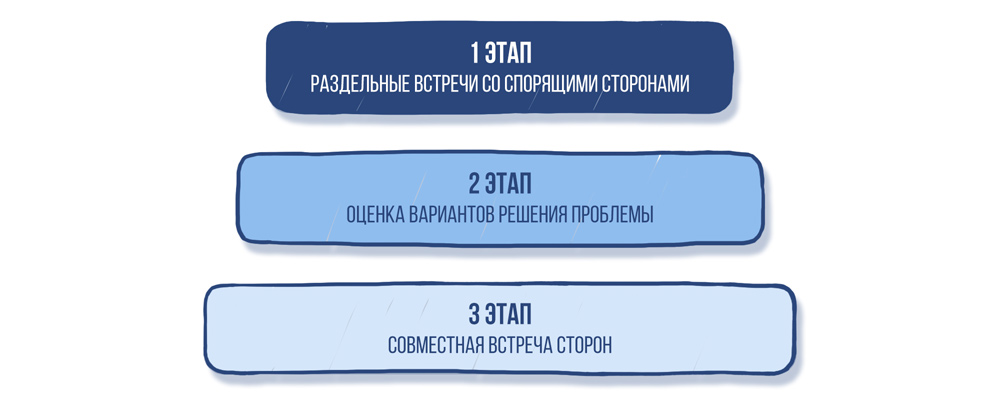 1 ЭТАП
РАЗДЕЛЬНЫЕ ВСТРЕЧИ СО СПОРЯЩИМИ СТОРОНАМИ
2 ЭТАП
ОЦЕНКА ВАРИАНТОВ РЕШЕНИЯ ПРОБЛЕМЫ
3 ЭТАП
СОВМЕСТНАЯ ВСТРЕЧА СТОРОН